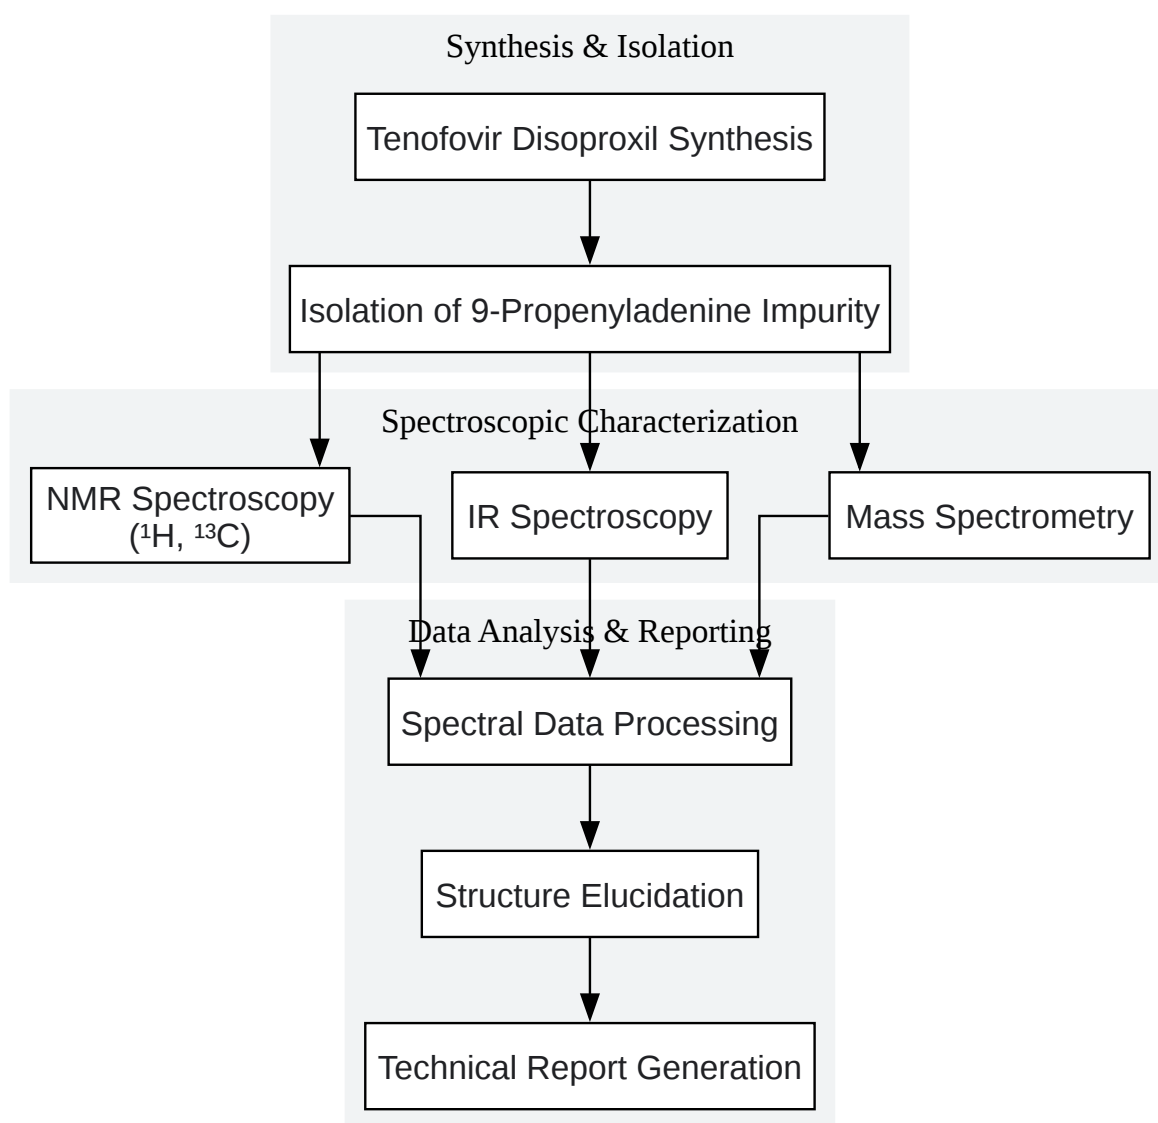 Synthesis & Isolation
Tenofovir Disoproxil Synthesis
Isolation of 9-Propenyladenine Impurity
Spectroscopic Characterization
NMR Spectroscopy
(¹H, ¹³C)
IR Spectroscopy
Mass Spectrometry
Data Analysis & Reporting
Spectral Data Processing
Structure Elucidation
Technical Report Generation